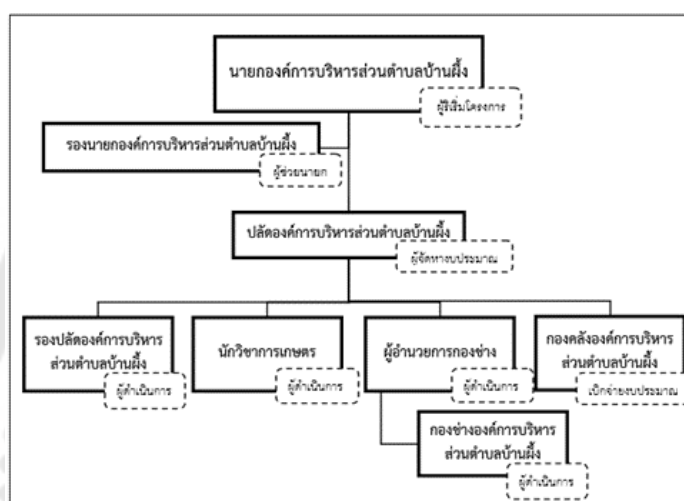 นายกองค์การบริหารส่วนตำบลบ้านผึ้ง
ผู้ริเริ่มโครงการ
รองนายกองค์การบริหารส่วนตำบลบ้านผึ้ง
ผู้ช่วยนายก
ปลัดองค์การบริหารส่วนตำบลบ้านผึ้ง
ผู้จัดหางบประมาณ
รองปลัดองค์การบริหาร
ส่วนตำบลบ้านผึ้ง
ผู้ดำเนินการ
นักวิชาการเกษตร
ผู้ดำเนินการ
ผู้อำนวยการกองช่าง
ผู้ดำเนินการ
กองคลังองค์การบริหาร
ส่วนตำบลบ้านผึ้ง
เบิกจ่ายงบประมาณ
กองช่างองค์การบริหาร
ส่วนตำบลบ้านผึ้ง
ผู้ดำเนินการ